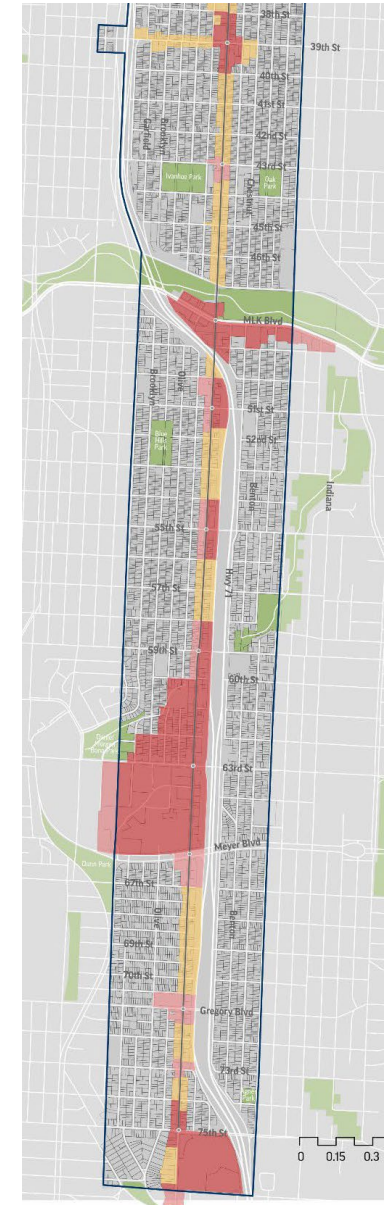 38th St
39th St
40th St
41st St
Brooklyn
Garfield
42nd St
43rd St
Ivanhoe Park
Oak
Park
Chestnut
45th St
46th St
MLK Blvd
Olive
Brooklyn
51st St
52nd St
Blue
Hills
Park
Indiana
Benton
55th St
Hwy 71
57th St
59th St
60th St
63rd St
Meyer Blvd
67th St
Olive
Benton
69th St
70th St
Gregory Blvd
73rd St
75th St
0 0.15 0.3